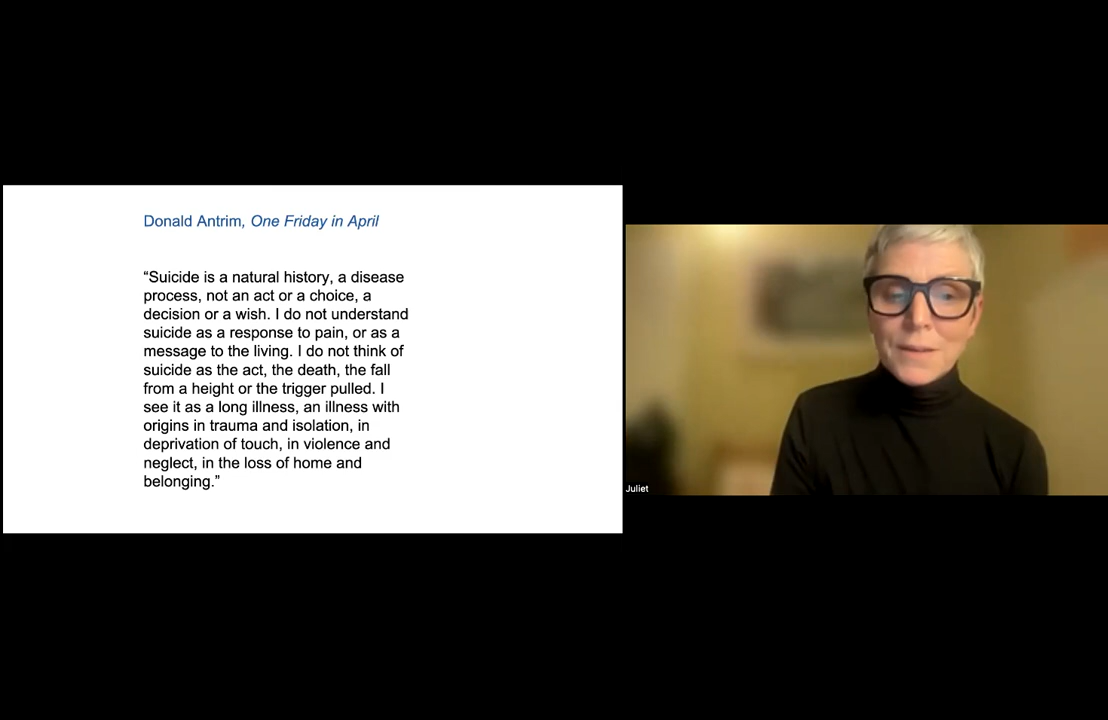 Donald Antrim, One Friday in April
“Suicide is a natural history, a disease
process, not an act or a choice, a
decision or a wish. I do not understand
suicide as a response to pain, or as a
message to the living. I do not think of
suicide as the act, the death, the fall
from a height or the trigger pulled. I
see it as a long illness, an illness with
origins in trauma and isolation, in
deprivation of touch, in violence and
neglect, in the loss of home and
belonging.”
Juliet